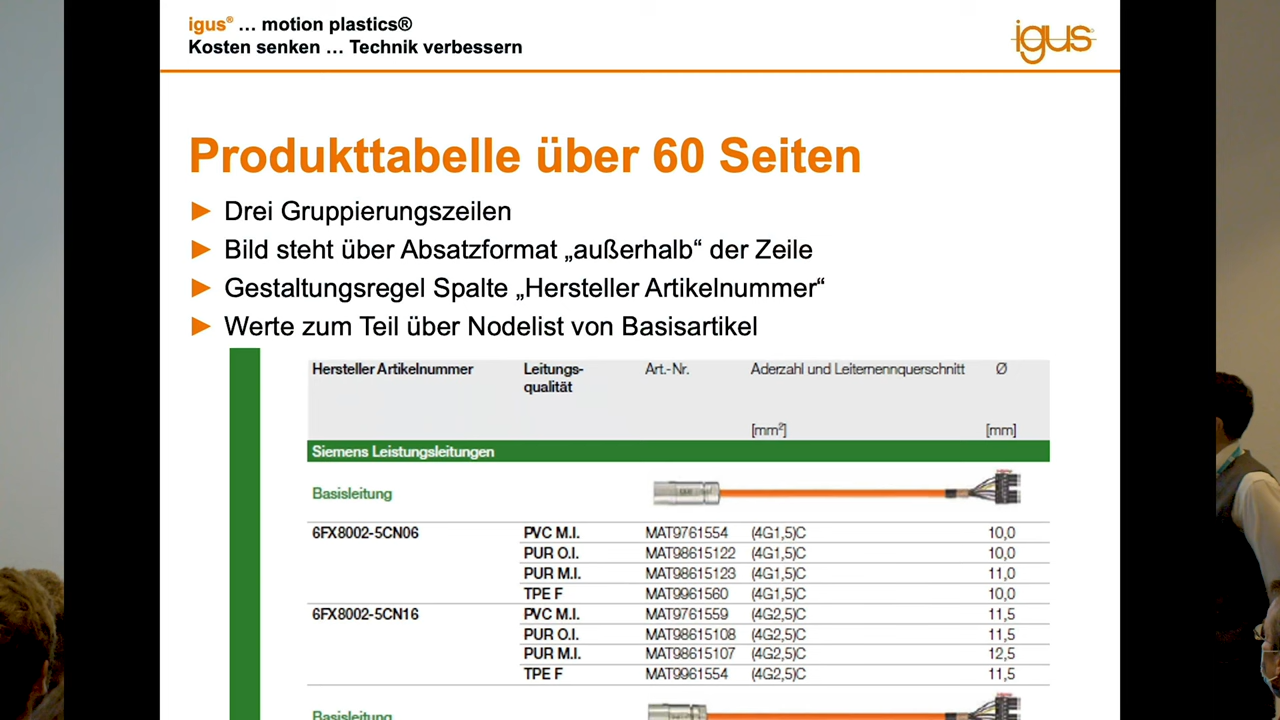 igus® ... motion plastics®
Kosten senken ... Technik verbessern
igus®
Produkttabelle über 60 Seiten
► Drei Gruppierungszeilen
► Bild steht über Absatzformat „außerhalb“ der Zeile
► Gestaltungsregel Spalte „Hersteller Artikelnummer“
► Werte zum Teil über Nodelist von Basisartikel
Hersteller Artikelnummer Leitungs- Art.-Nr. Aderzahl und Leiternennquerschnitt Ø
qualität
[mm²] [mm]
Siemens Leistungsleitungen
Basisleitung
6FX8002-5CN06 PVC M.I. MAT9761554 (4G1,5)C 10,0
PUR O.I. MAT98615122 (4G1,5)C 10,0
PUR M.I. MAT98615123 (4G1,5)C 11,0
TPE F MAT9961560 (4G1,5)C 10,0
6FX8002-5CN16 PVC M.I. MAT9761559 (4G2,5)C 11,5
PUR O.I. MAT98615108 (4G2,5)C 11,5
PUR M.I. MAT98615107 (4G2,5)C 12,5
TPE F MAT9961554 (4G2,5)C 11,5
Basisleitung